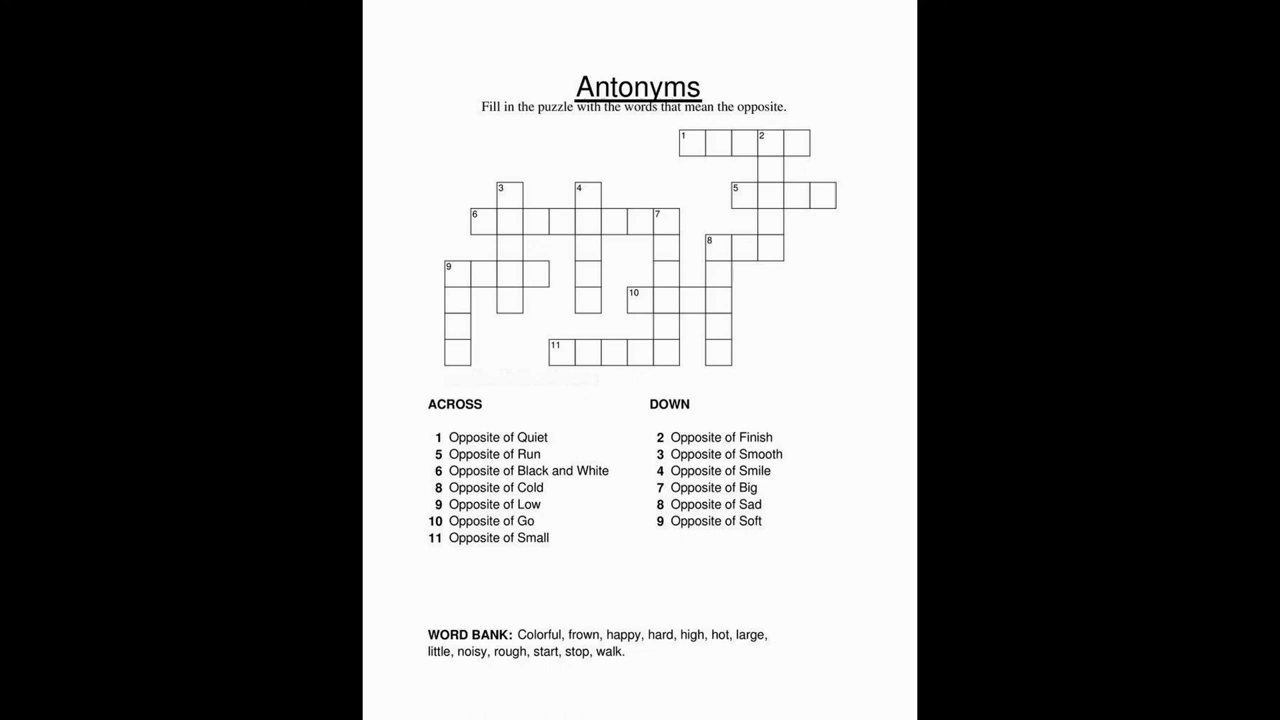 Antonyms
Fill in the puzzle with the words that mean the opposite.
1 2
3 4 5
6 7
8
9
10
11
ACROSS
1 Opposite of Quiet
5 Opposite of Run
6 Opposite of Black and White
8 Opposite of Cold
9 Opposite of Low
10 Opposite of Go
11 Opposite of Small
DOWN
2 Opposite of Finish
3 Opposite of Smooth
4 Opposite of Smile
7 Opposite of Big
8 Opposite of Sad
9 Opposite of Soft
WORD BANK: Colorful, frown, happy, hard, high, hot, large,
little, noisy, rough, start, stop, walk.